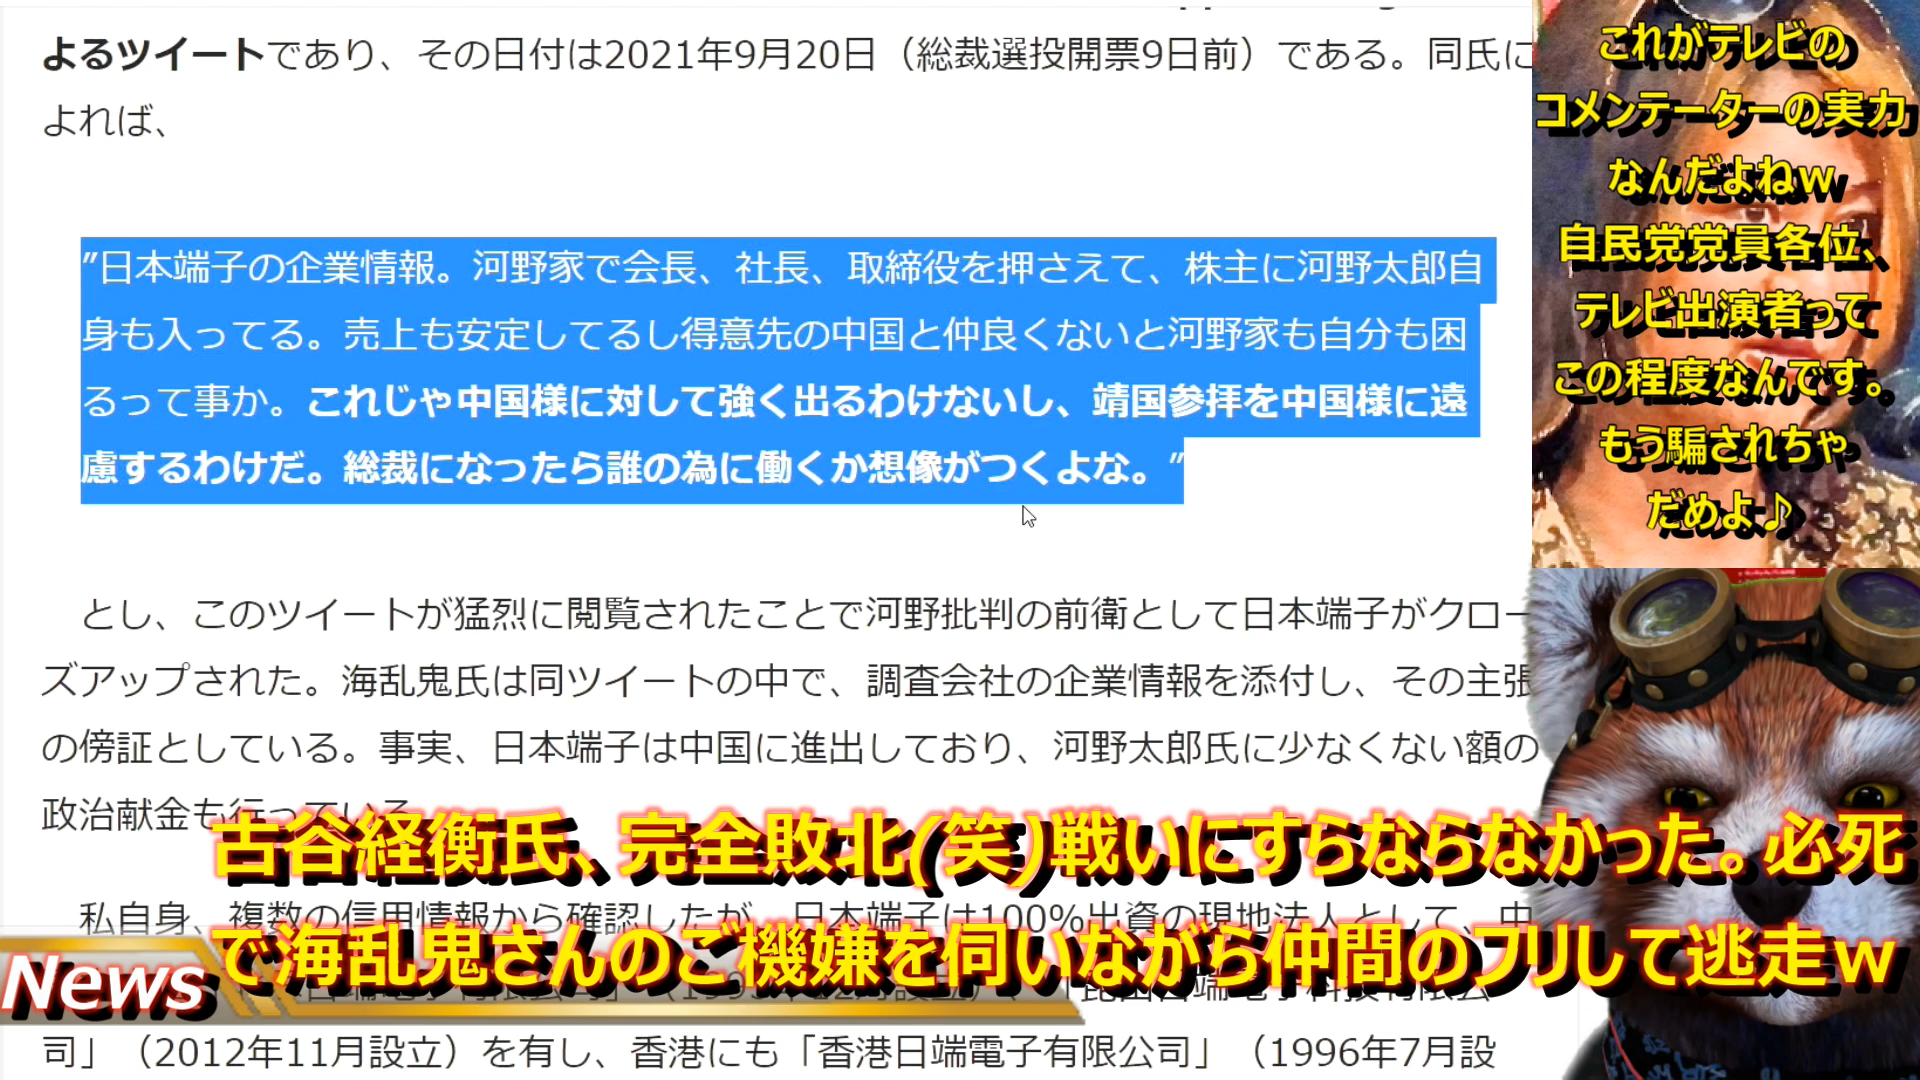 よるツイートであり、その日付は2021年9月20日（総裁選投開票9日前）である。同氏に
よれば、
”日本端子の企業情報。河野家で会長、社長、取締役を押さえて、株主に河野太郎自
身も入ってる。売上も安定してるし得意先の中国と仲良くないと河野家も自分も困
るって事か。これじゃ中国様に対して強く出るわけないし、靖国参拝を中国様に遠
慮するわけだ。総裁になったら誰の為に働くか想像がつくよな。”
とし、このツイートが猛烈に閲覧されたことで河野批判の前衛として日本端子がクロー
ズアップされた。海乱鬼氏は同ツイートの中で、調査会社の企業情報を添付し、その主張
の傍証としている。事実、日本端子は中国に進出しており、河野太郎氏に少なくない額の
政治献金も行っている
私自身、複数の信用情報から確認したが、日本端子は100%出資の現地法人として、中
司」（2012年11月設立）を有し、香港にも「香港日端電子有限公司」（1996年7月設
これがテレビの
コメンテーターの実力
なんだよねｗ
自民党党員各位、
テレビ出演者って
この程度なんです。
もう騙されちゃ
だめよ♪
古谷経衡氏、完全敗北(笑)戦いにすらならなかった。必死
で海乱鬼さんのご機嫌を伺いながら仲間のフリして逃走ｗ
News